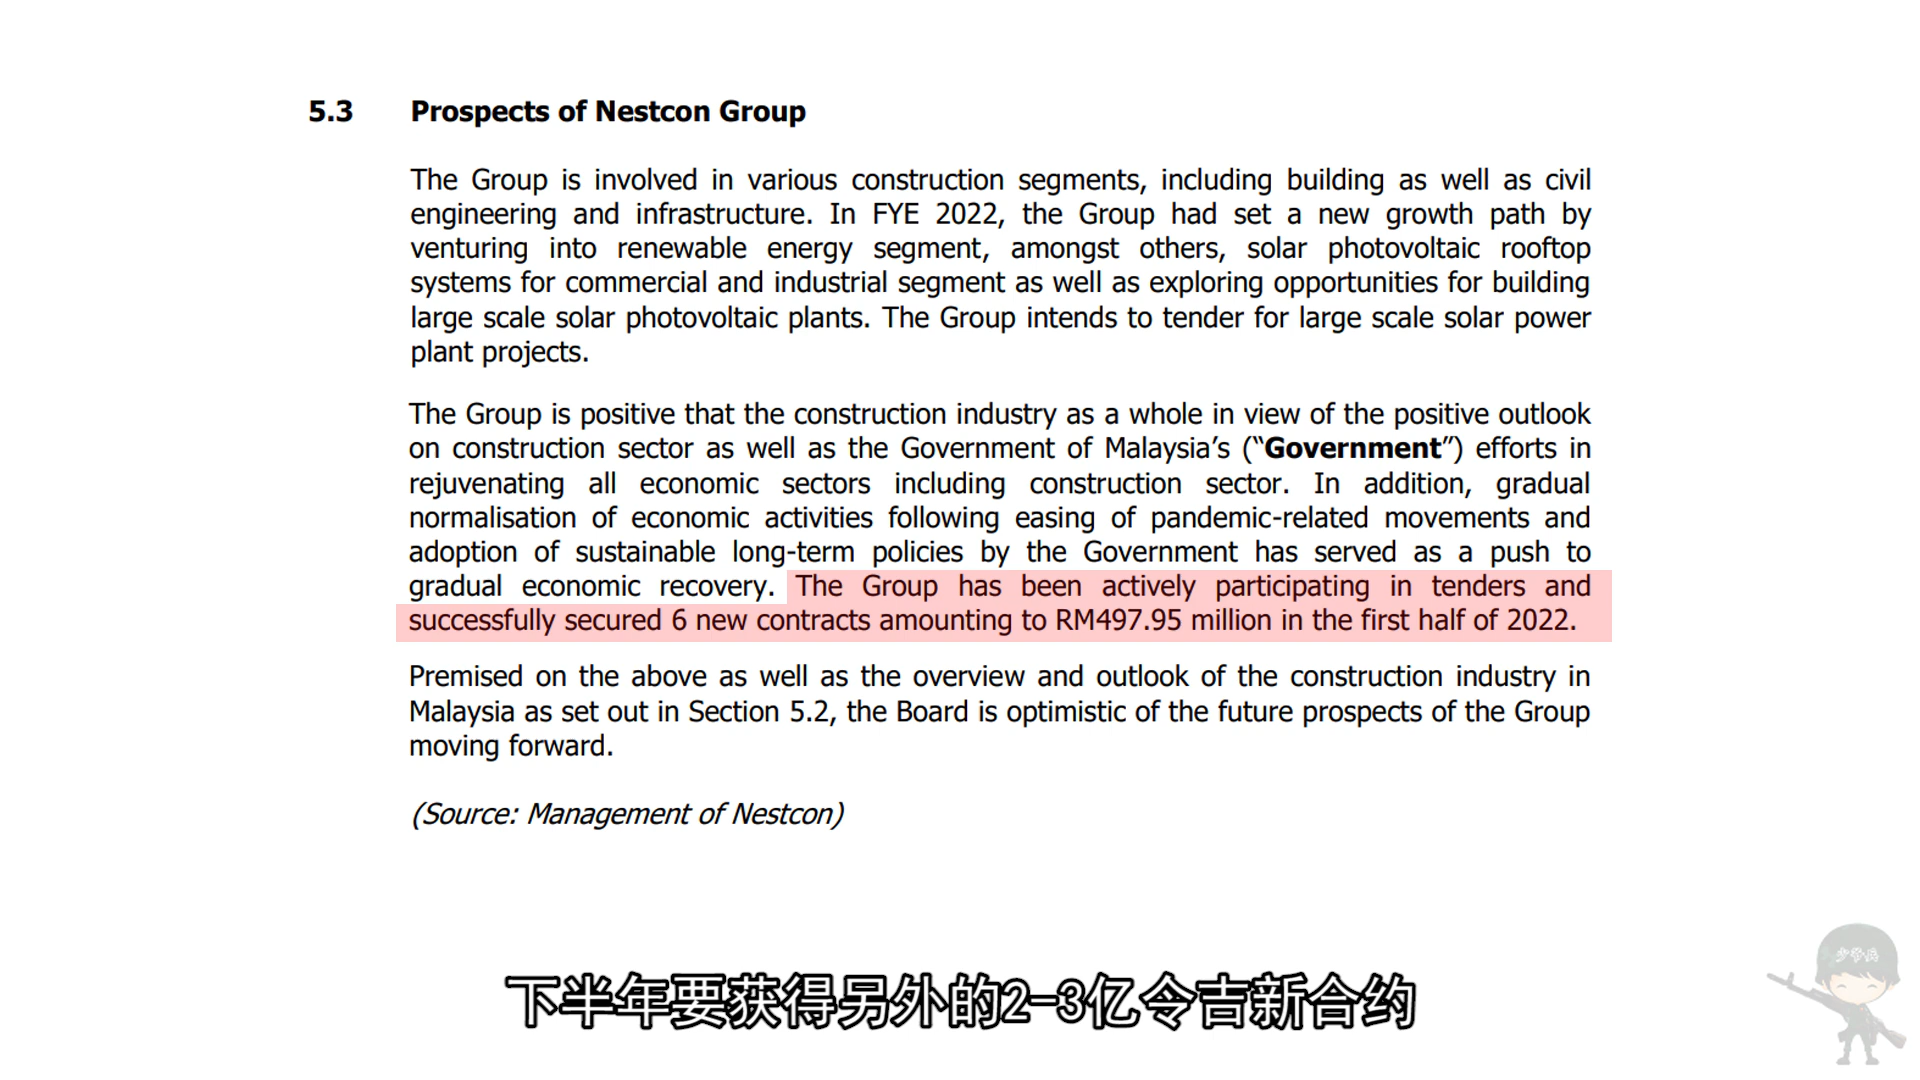 5.3 Prospects of Nestcon Group
The Group is involved in various construction segments, including building as well as civil
engineering and infrastructure. In FYE 2022, the Group had set a new growth path by
venturing into renewable energy segment, amongst others, solar photovoltaic rooftop
systems for commercial and industrial segment as well as exploring opportunities for building
large scale solar photovoltaic plants. The Group intends to tender for large scale solar power
plant projects.
The Group is positive that the construction industry as a whole in view of the positive outlook
on construction sector as well as the Government of Malaysia’s (“Government”) efforts in
rejuvenating all economic sectors including construction sector. In addition, gradual
normalisation of economic activities following easing of pandemic-related movements and
adoption of sustainable long-term policies by the Government has served as a push to
gradual economic recovery. The Group has been actively participating in tenders and
successfully secured 6 new contracts amounting to RM497.95 million in the first half of 2022.
Premised on the above as well as the overview and outlook of the construction industry in
Malaysia as set out in Section 5.2, the Board is optimistic of the future prospects of the Group
moving forward.
(Source: Management of Nestcon)
下半年要获得另外的2-3亿令吉新合约